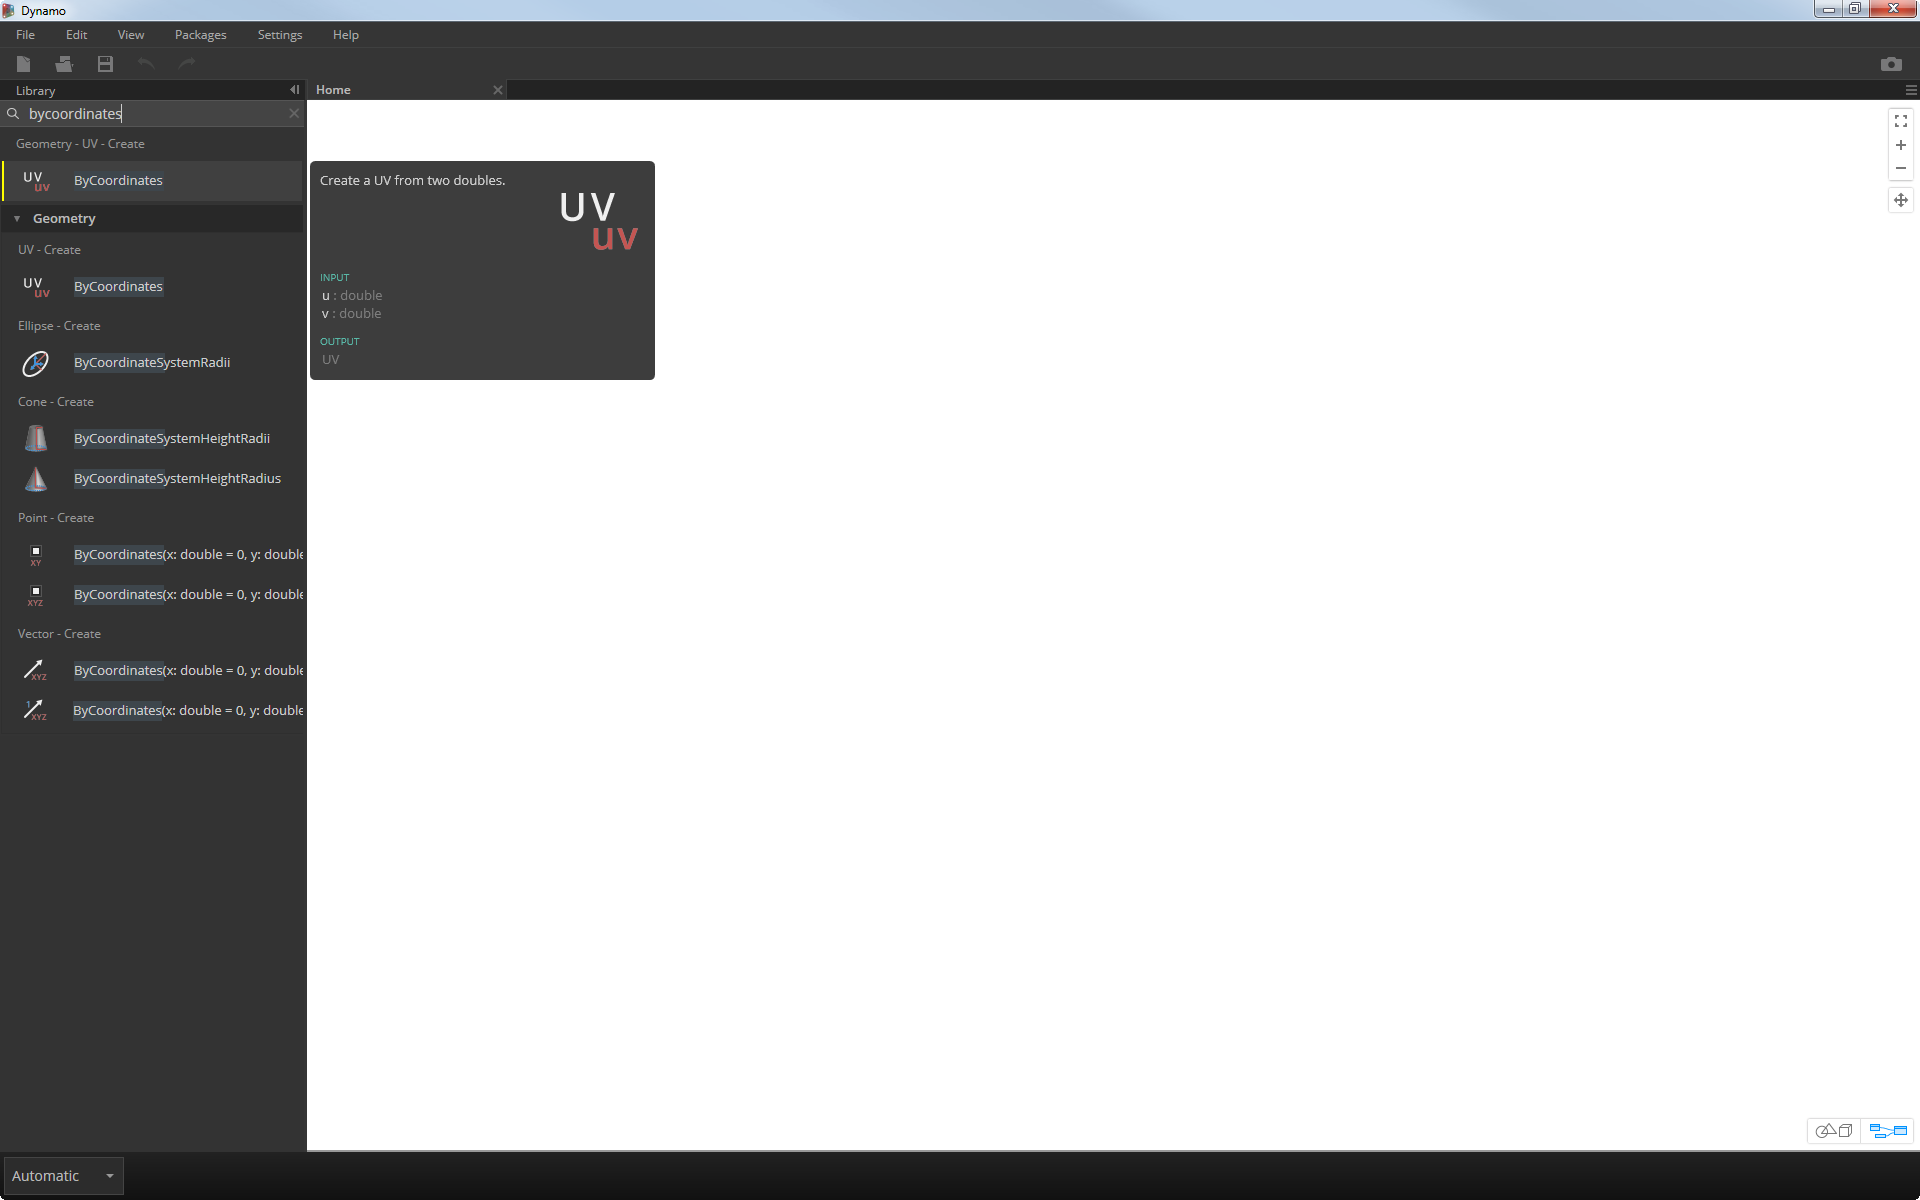 Dynamo
File Edit View Packages Settings Help
Library
Home
bycoordinates
Geometry - UV - Create
UV uv ByCoordinates
Geometry
UV - Create
UV uv ByCoordinates
Ellipse - Create
ByCoordinateSystemRadii
Cone - Create
ByCoordinateSystemHeightRadii
ByCoordinateSystemHeightRadius
Point - Create
XY ByCoordinates(x: double = 0, y: double
XYZ ByCoordinates(x: double = 0, y: double
Vector - Create
XYZ ByCoordinates(x: double = 0, y: double
XYZ ByCoordinates(x: double = 0, y: double
Create a UV from two doubles.
UV
uv
INPUT
u : double
v : double
OUTPUT
UV
Automatic